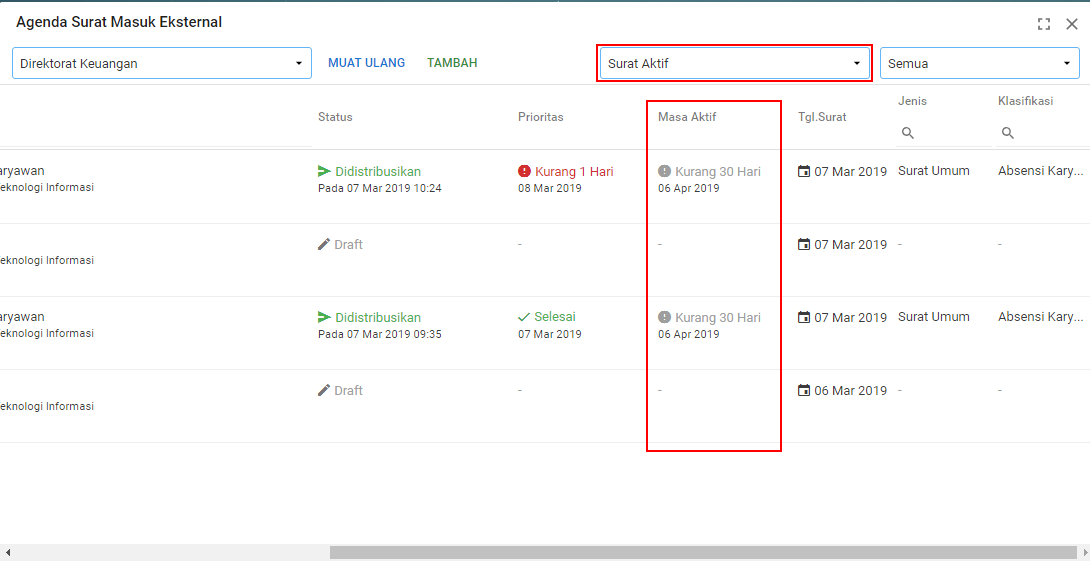 Agenda Surat Masuk Eksternal
Direktorat Keuangan MUAT ULANG TAMBAH Surat Aktif Semua
Status Prioritas Masa Aktif Tgl.Surat Jenis Klasifikasi
aryawan Didistribusikan Kurang 1 Hari Kurang 30 Hari 07 Mar 2019 Surat Umum Absensi Kary...
eknologi Informasi Pada 07 Mar 2019 10:24 08 Mar 2019 06 Apr 2019
Draft - - 07 Mar 2019 - -
eknologi Informasi
aryawan Didistribusikan Selesai Kurang 30 Hari 07 Mar 2019 Surat Umum Absensi Kary...
eknologi Informasi Pada 07 Mar 2019 09:35 07 Mar 2019 06 Apr 2019
Draft - - 06 Mar 2019 - -
eknologi Informasi